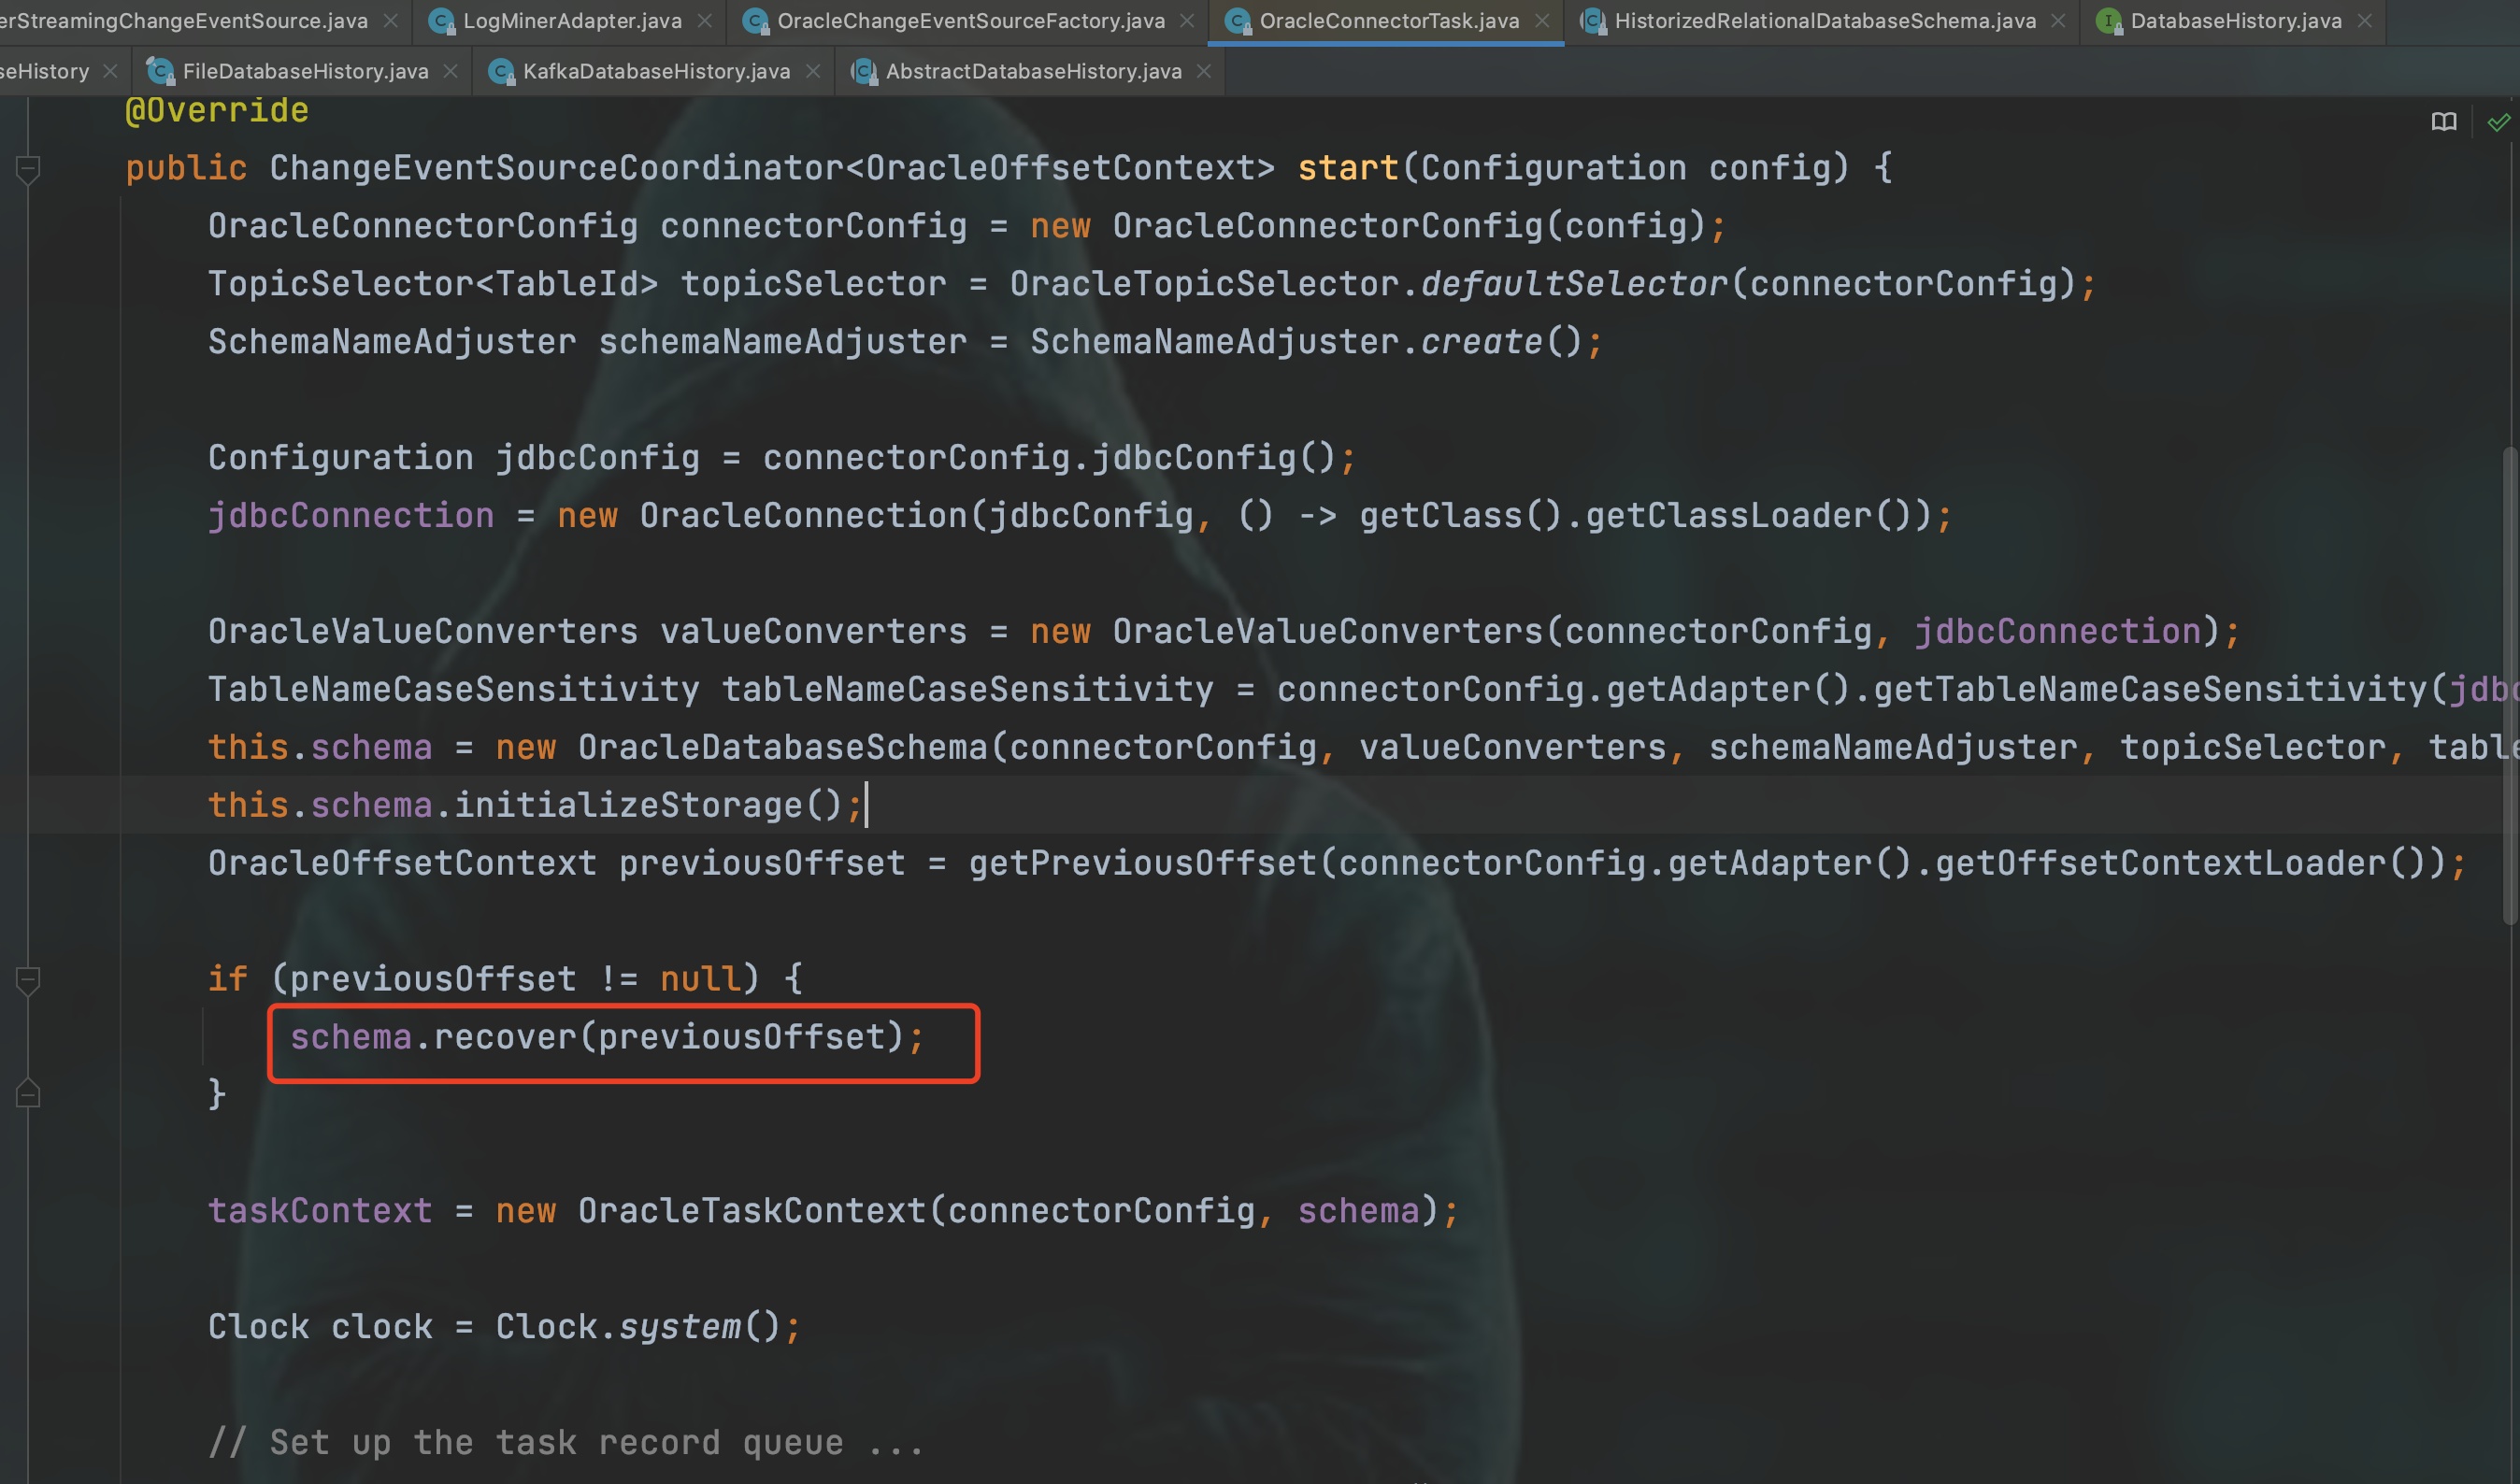 erStreamingChangeEventSource.java LogMinerAdapter.java OracleChangeEventSourceFactory.java OracleConnectorTask.java HistorizedRelationalDatabaseSchema.java DatabaseHistory.java
seHistory FileDatabaseHistory.java KafkaDatabaseHistory.java AbstractDatabaseHistory.java
@Override
public ChangeEventSourceCoordinator<OracleOffsetContext> start(Configuration config) {
OracleConnectorConfig connectorConfig = new OracleConnectorConfig(config);
TopicSelector<TableId> topicSelector = OracleTopicSelector.defaultSelector(connectorConfig);
SchemaNameAdjuster schemaNameAdjuster = SchemaNameAdjuster.create();
Configuration jdbcConfig = connectorConfig.jdbcConfig();
jdbcConnection = new OracleConnection(jdbcConfig, () -> getClass().getClassLoader());
OracleValueConverters valueConverters = new OracleValueConverters(connectorConfig, jdbcConnection);
TableNameCaseSensitivity tableNameCaseSensitivity = connectorConfig.getAdapter().getTableNameCaseSensitivity(jdbc
this.schema = new OracleDatabaseSchema(connectorConfig, valueConverters, schemaNameAdjuster, topicSelector, table
this.schema.initializeStorage();
OracleOffsetContext previousOffset = getPreviousOffset(connectorConfig.getAdapter().getOffsetContextLoader());
if (previousOffset != null) {
schema.recover(previousOffset);
}
taskContext = new OracleTaskContext(connectorConfig, schema);
Clock clock = Clock.system();
// Set up the task record queue ...